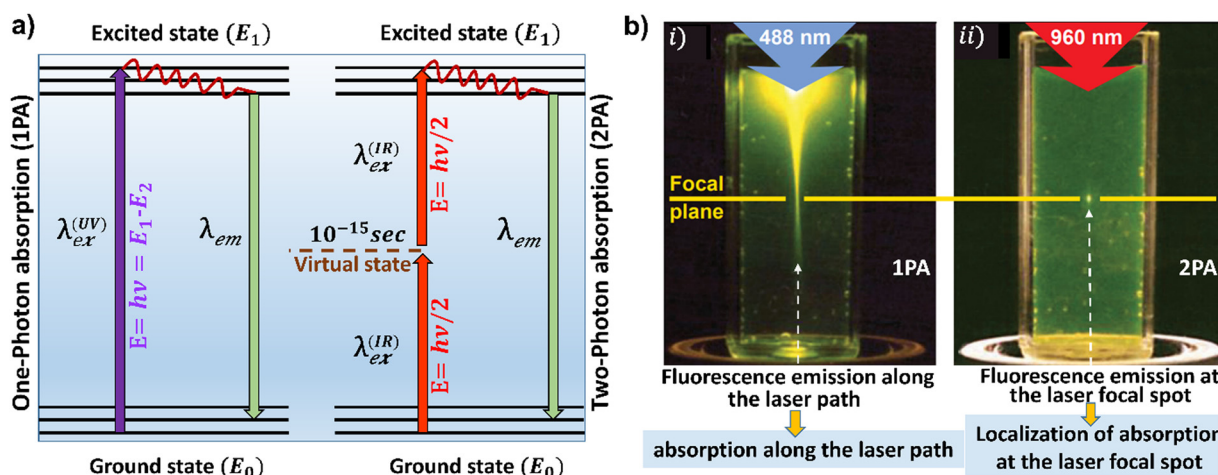 a)
Excited state (E₁)
Excited state (E₁)
One-Photon absorption (1PA)
λₑₓ⁽ᵁⱽ⁾
E= hν = E₁-E₂
λₑₘ
λₑₓ⁽ᴵᴿ⁾
E= hν/2
10⁻¹⁵sec
Virtual state
λₑₓ⁽ᴵᴿ⁾
E= hν/2
λₑₘ
Two-Photon absorption (2PA)
Ground state (E₀)
Ground state (E₀)
b)
i)
488 nm
Focal
plane
1PA
Fluorescence emission along
the laser path
absorption along the laser path
ii)
960 nm
2PA
Fluorescence emission at
the laser focal spot
Localization of absorption
at the laser focal spot